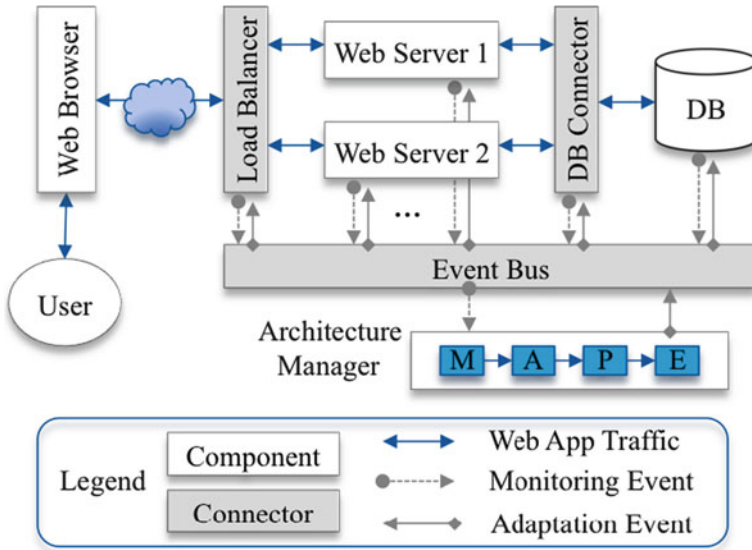 Web Browser
Load Balancer
Web Server 1
Web Server 2
...
DB Connector
DB
User
Event Bus
Architecture
Manager
M A P E
Legend
Component
Connector
Web App Traffic
Monitoring Event
Adaptation Event